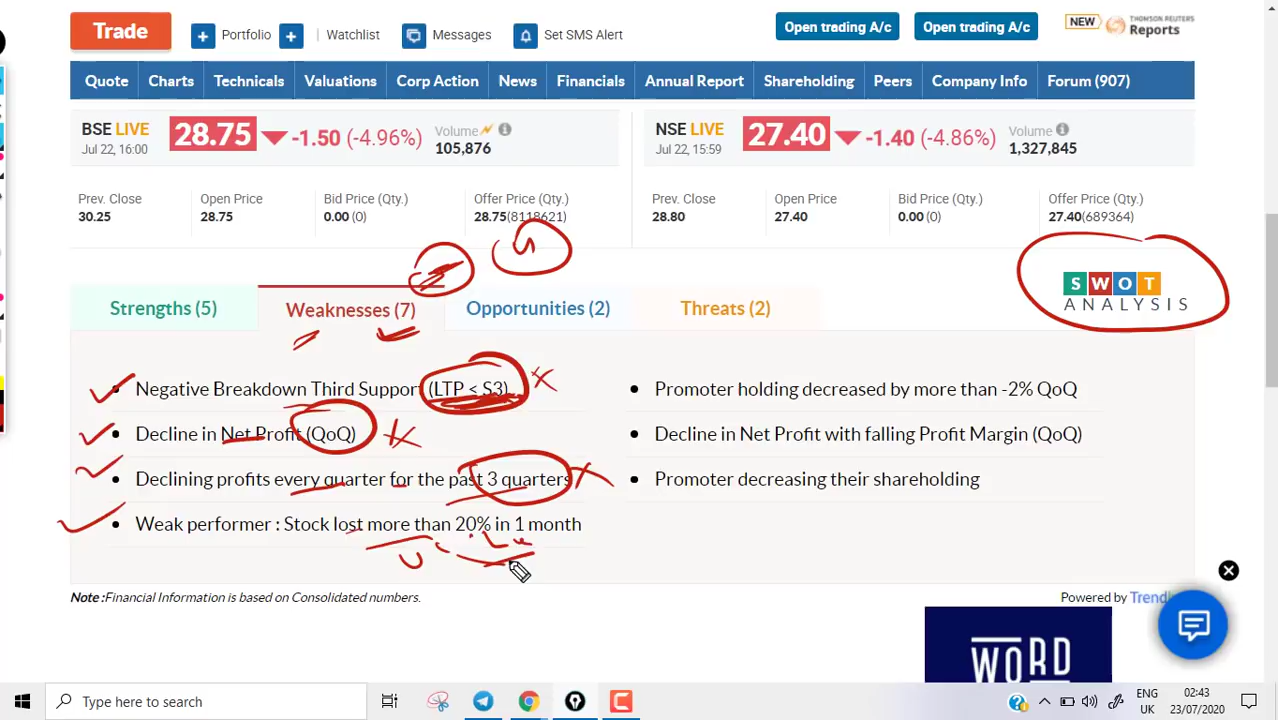 Trade Portfolio | Watchlist Messages Set SMS Alert Open trading A/c Open trading A/c NEW THOMSON REUTERS Reports
Quote Charts Technicals Valuations Corp Action News Financials Annual Report Shareholding Peers Company Info Forum (907)
BSE LIVE 28.75 -1.50 (-4.96%) Volume
Jul 22, 16:00 105,876
NSE LIVE 27.40 -1.40 (-4.86%) Volume
Jul 22, 15:59 1,327,845
Prev. Close Open Price Bid Price (Qty.) Offer Price (Qty.)
30.25 28.75 0.00 (0) 28.75(8118621)
Prev. Close Open Price Bid Price (Qty.) Offer Price (Qty.)
28.80 27.40 0.00 (0) 27.40(689364)
SWOT
ANALYSIS
Strengths (5) Weaknesses (7) Opportunities (2) Threats (2)
• Negative Breakdown Third Support (LTP < S3)
• Decline in Net Profit (QoQ)
• Declining profits every quarter for the past 3 quarters
• Weak performer : Stock lost more than 20% in 1 month
• Promoter holding decreased by more than -2% QoQ
• Decline in Net Profit with falling Profit Margin (QoQ)
• Promoter decreasing their shareholding
Note :Financial Information is based on Consolidated numbers.
Powered by Trendl
WORD
Type here to search
ENG 02:43
UK 23/07/2020